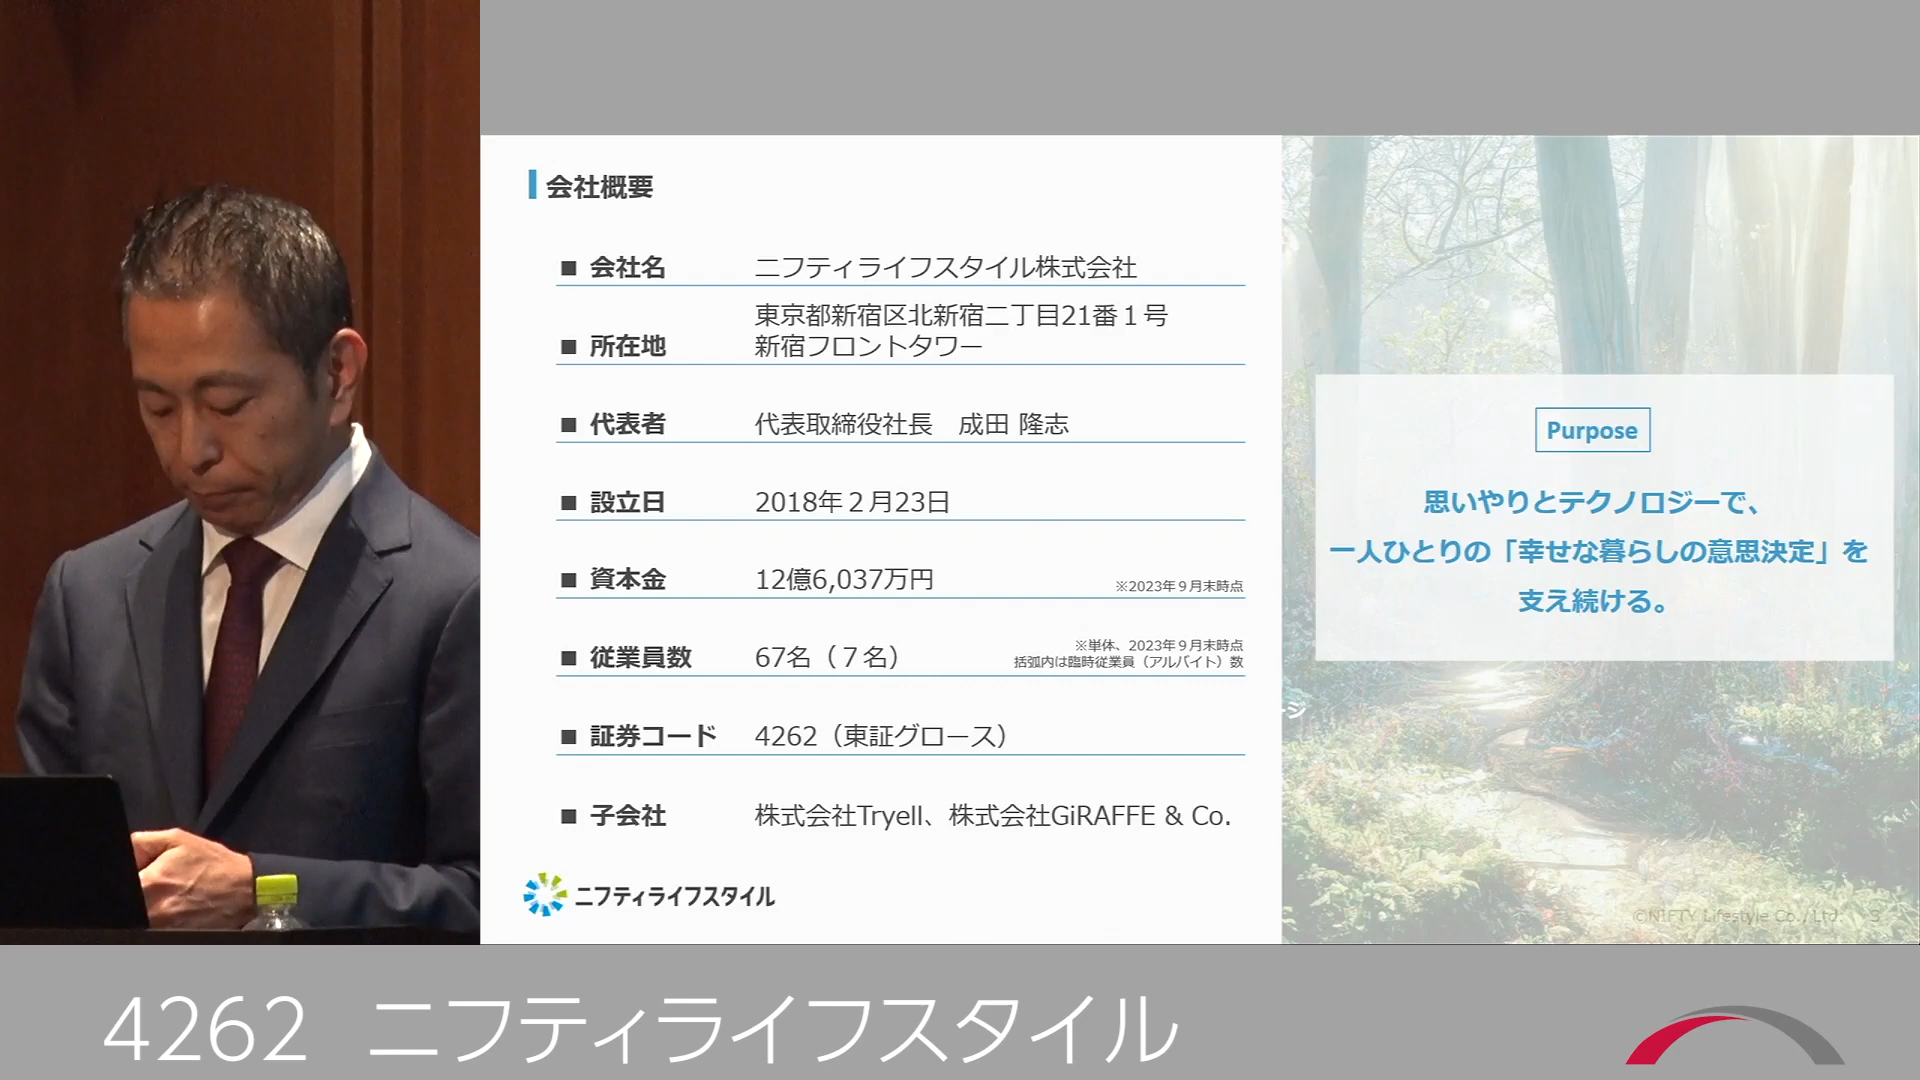 会社概要
■ 会社名 ニフティライフスタイル株式会社
■ 所在地 東京都新宿区北新宿二丁目21番１号
新宿フロントタワー
■ 代表者 代表取締役社長　成田 隆志
■ 設立日 2018年２月23日
■ 資本金 12億6,037万円 ※2023年９月末時点
■ 従業員数 67名（７名） ※単体、2023年９月末時点
括弧内は臨時従業員（アルバイト）数
■ 証券コード 4262（東証グロース）
■ 子会社 株式会社Tryell、株式会社GiRAFFE & Co.
ニフティライフスタイル
Purpose
思いやりとテクノロジーで、
一人ひとりの「幸せな暮らしの意思決定」を
支え続ける。
ジ
©NIFTY Lifestyle Co., Ltd. 3
4262 ニフティライフスタイル